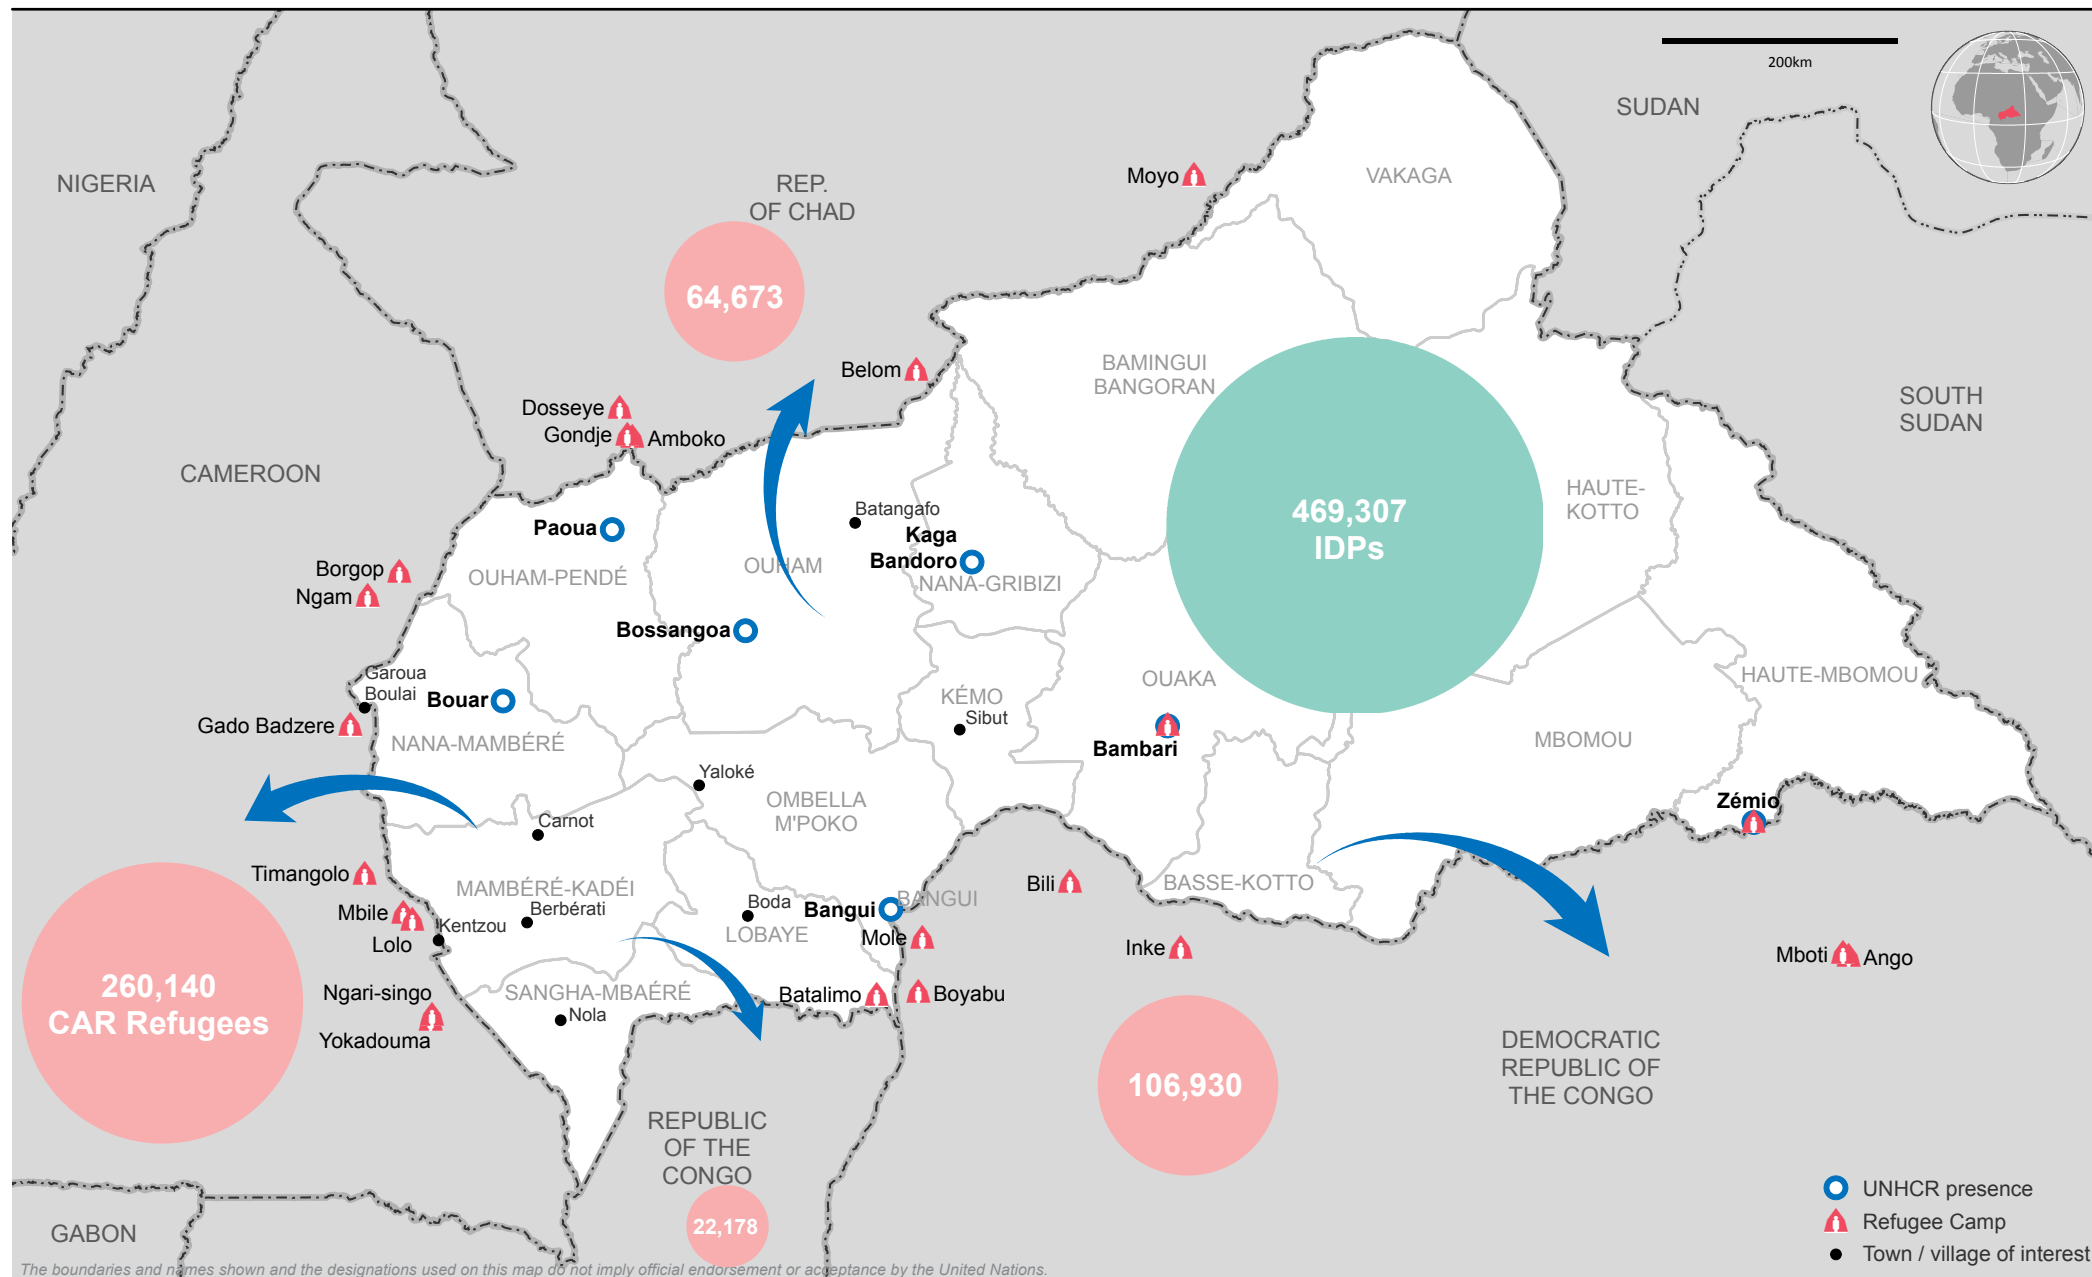 200km
SUDAN
NIGERIA
REP.
OF CHAD
Moyo
VAKAGA
64,673
BAMINGUI
BANGORAN
Belom
SOUTH
SUDAN
Dosseye
Gondje
Amboko
CAMEROON
HAUTE-
KOTTO
469,307
IDPs
Batangafo
Paoua
Kaga
Bandoro
OUHAM
NANA-GRIBIZI
Borgop
Ngam
OUHAM-PENDÉ
Bossangoa
Garoua
Boulai
Bouar
Gado Badzere
NANA-MAMBÉRÉ
KÉMO
Sibut
OUAKA
Bambari
HAUTE-MBOMOU
MBOMOU
Yaloké
OMBELLA
M'POKO
Zémio
Carnot
Timangolo
MAMBÉRÉ-KADÉI
Berbérati
Mbile
Lolo
Kentzou
Boda
LOBAYE
Bangui
BANGUI
Mole
Bili
BASSE-KOTTO
Inke
Mboti
Ango
260,140
CAR Refugees
Ngari-singo
Yokadouma
SANGHA-MBAÉRÉ
Nola
Batalimo
Boyabu
106,930
DEMOCRATIC
REPUBLIC OF
THE CONGO
REPUBLIC
OF THE
CONGO
22,178
GABON
UNHCR presence
Refugee Camp
Town / village of interest
The boundaries and names shown and the designations used on this map do not imply official endorsement or acceptance by the United Nations.